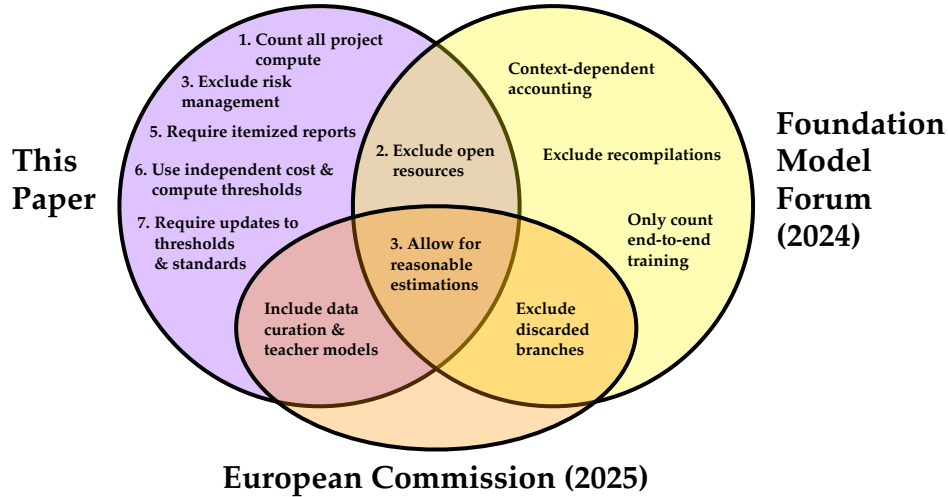 1. Count all project
compute
3. Exclude risk
management
5. Require itemized reports
6. Use independent cost &
compute thresholds
7. Require updates to
thresholds
& standards
This
Paper
2. Exclude open
resources
3. Allow for
reasonable
estimations
Include data
curation &
teacher models
Exclude
discarded
branches
Context-dependent
accounting
Exclude recompilations
Only count
end-to-end
training
Foundation
Model
Forum
(2024)
European Commission (2025)